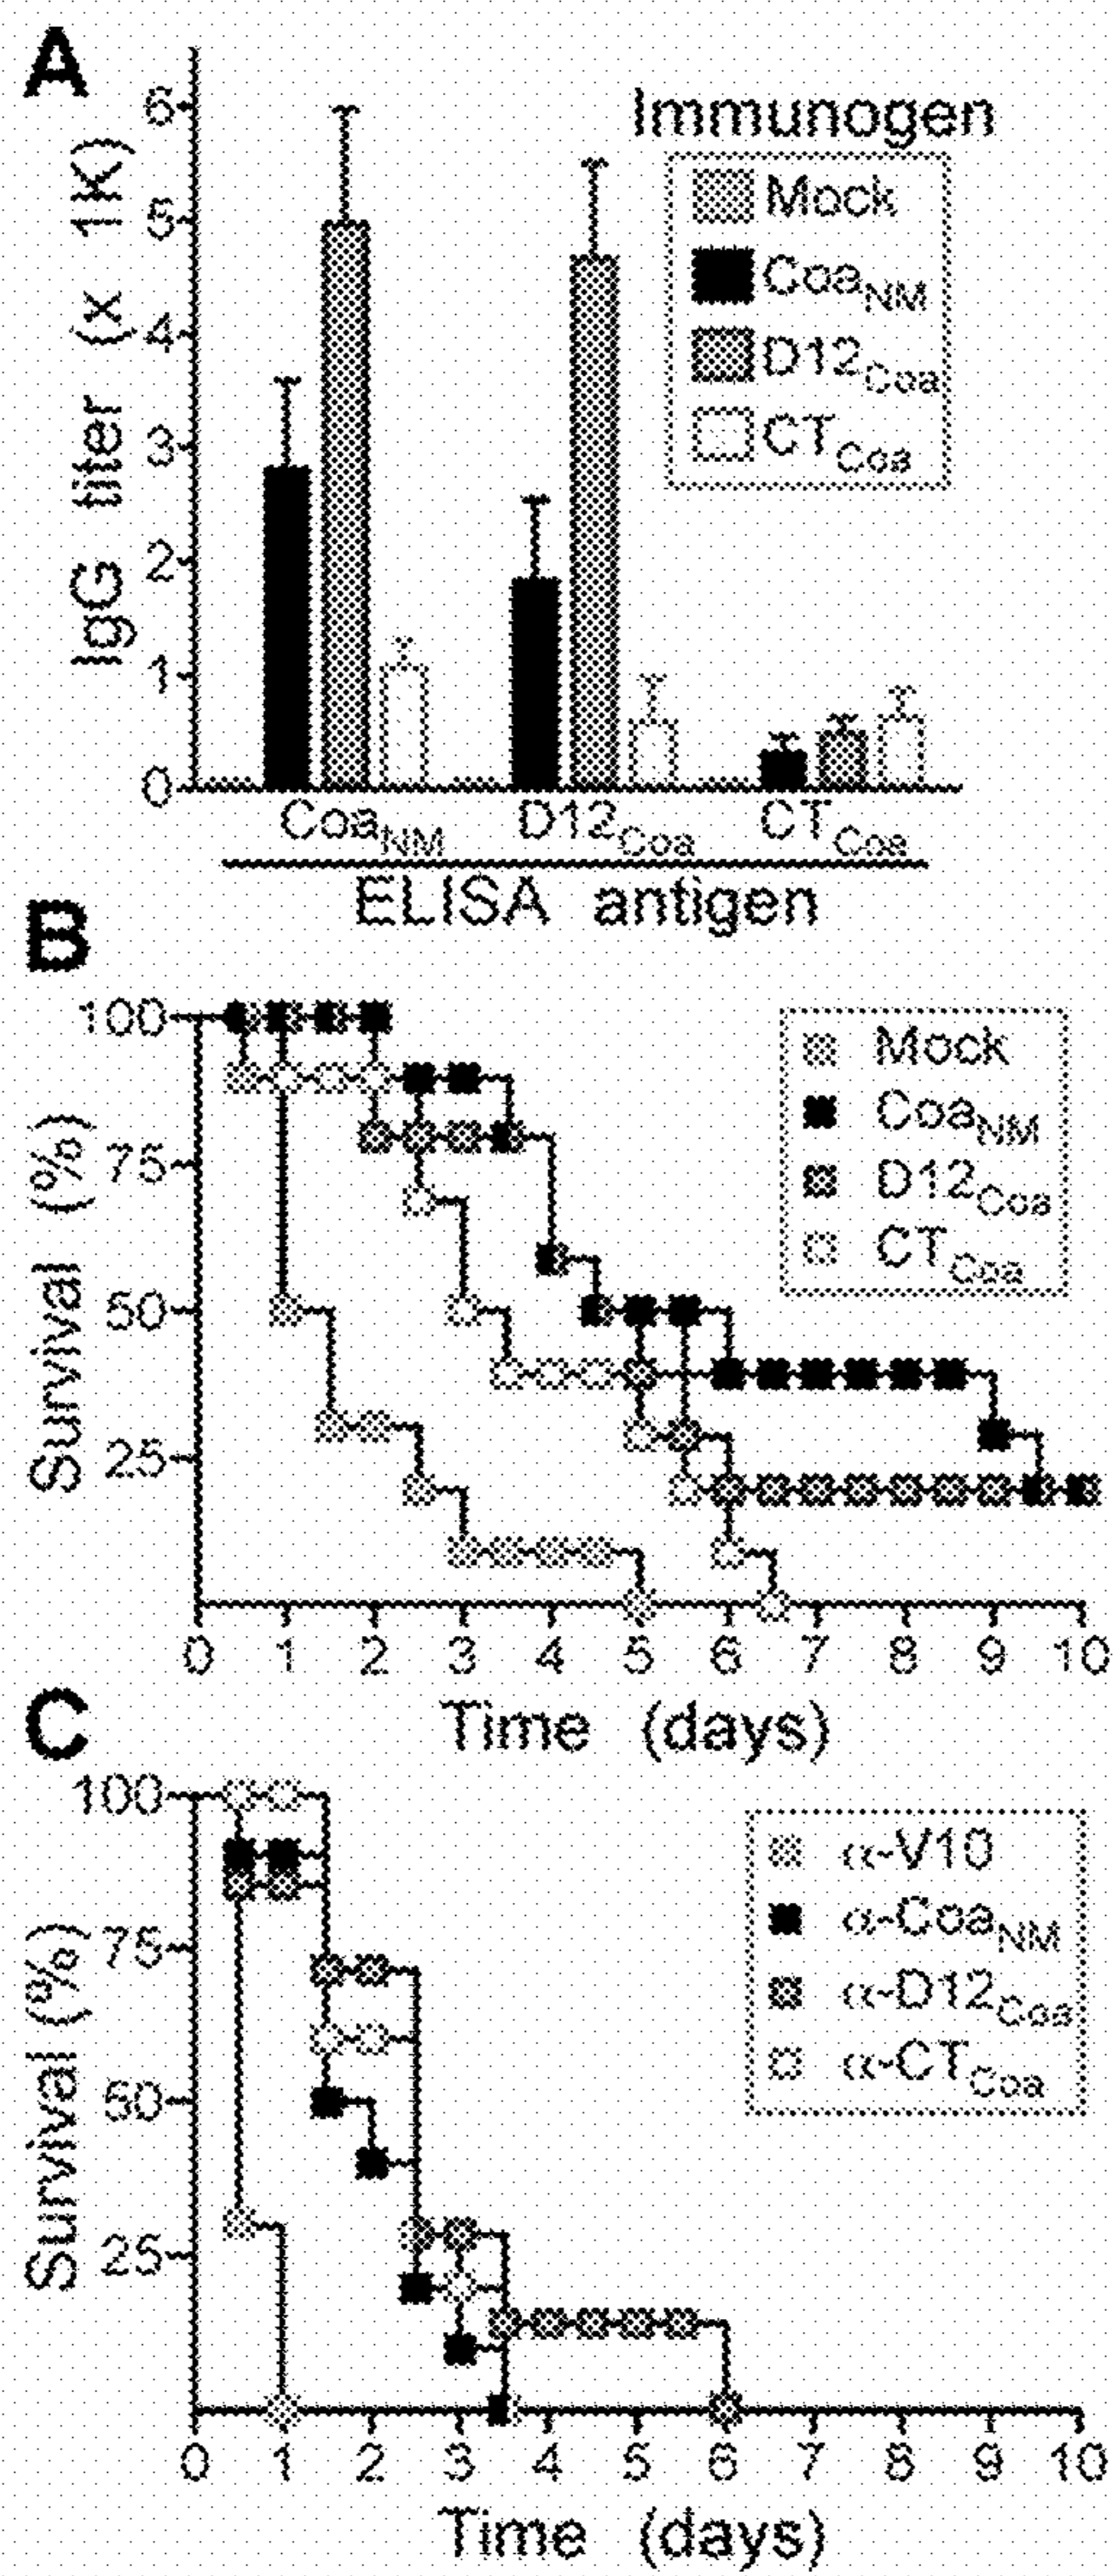 A
IgG titer (x 1K)
6
5
4
3
2
1
0
Immunogen
Mock
CoaNM
D12Coa
CTCoa
CoaNM D12Coa CTCoa
ELISA antigen
B
Survival (%)
100
75
50
25
Mock
CoaNM
D12Coa
CTCoa
0 1 2 3 4 5 6 7 8 9 10
Time (days)
C
Survival (%)
100
75
50
25
α-V10
α-CoaNM
α-D12Coa
α-CTCoa
0 1 2 3 4 5 6 7 8 9 10
Time (days)